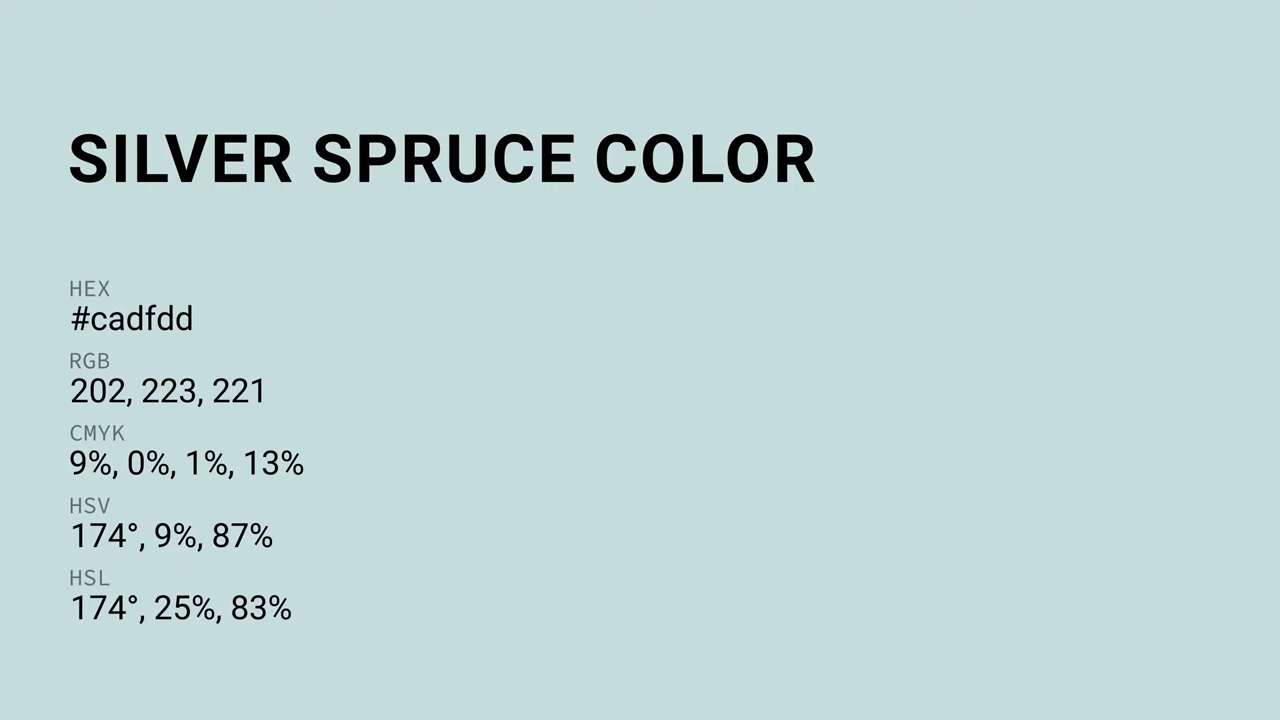 SILVER SPRUCE COLOR
HEX
#cadfdd
RGB
202, 223, 221
CMYK
9%, 0%, 1%, 13%
HSV
174°, 9%, 87%
HSL
174°, 25%, 83%